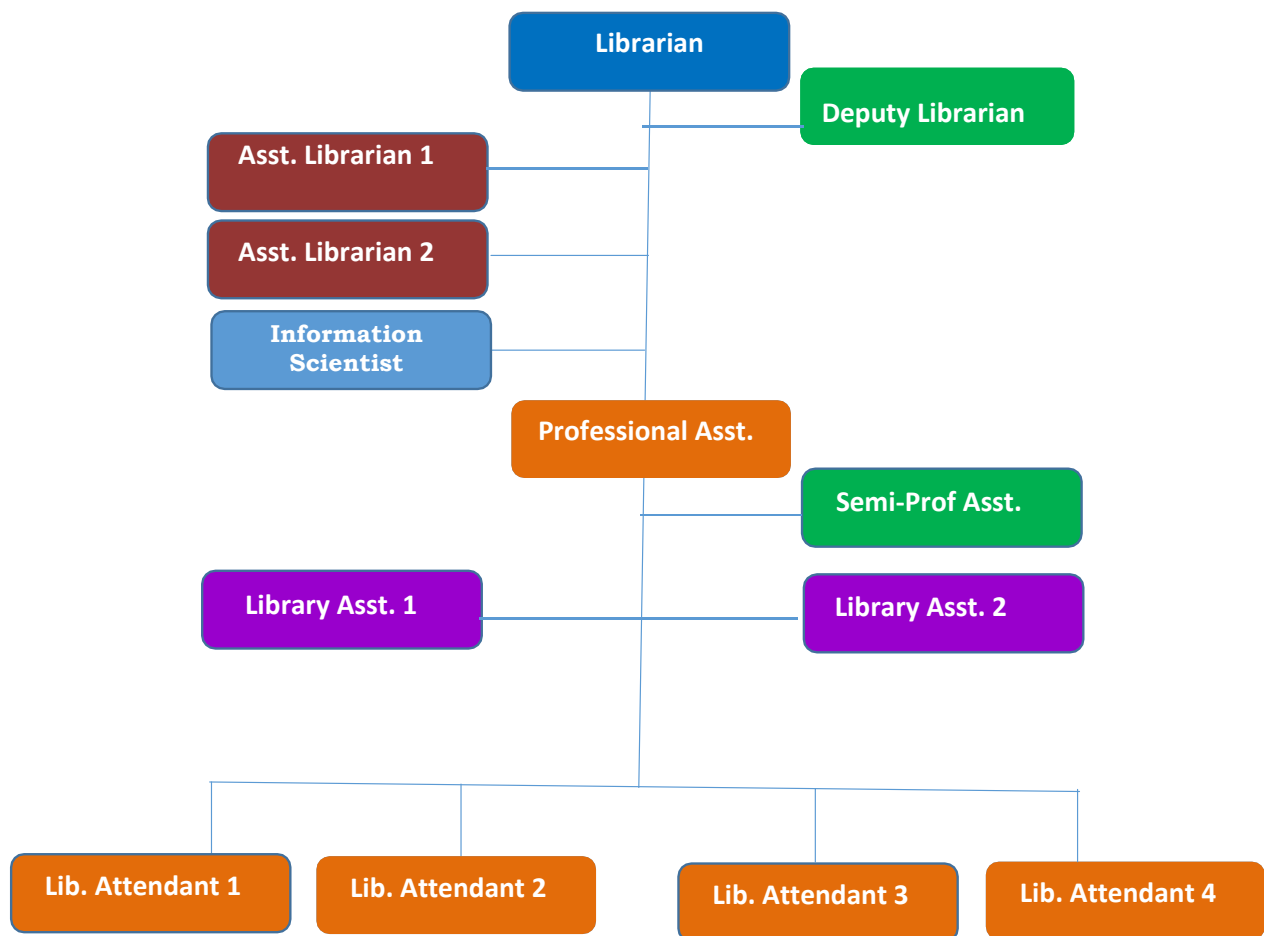 Librarian
Deputy Librarian
Asst. Librarian 1
Asst. Librarian 2
Information
Scientist
Professional Asst.
Semi-Prof Asst.
Library Asst. 1
Library Asst. 2
Lib. Attendant 1
Lib. Attendant 2
Lib. Attendant 3
Lib. Attendant 4